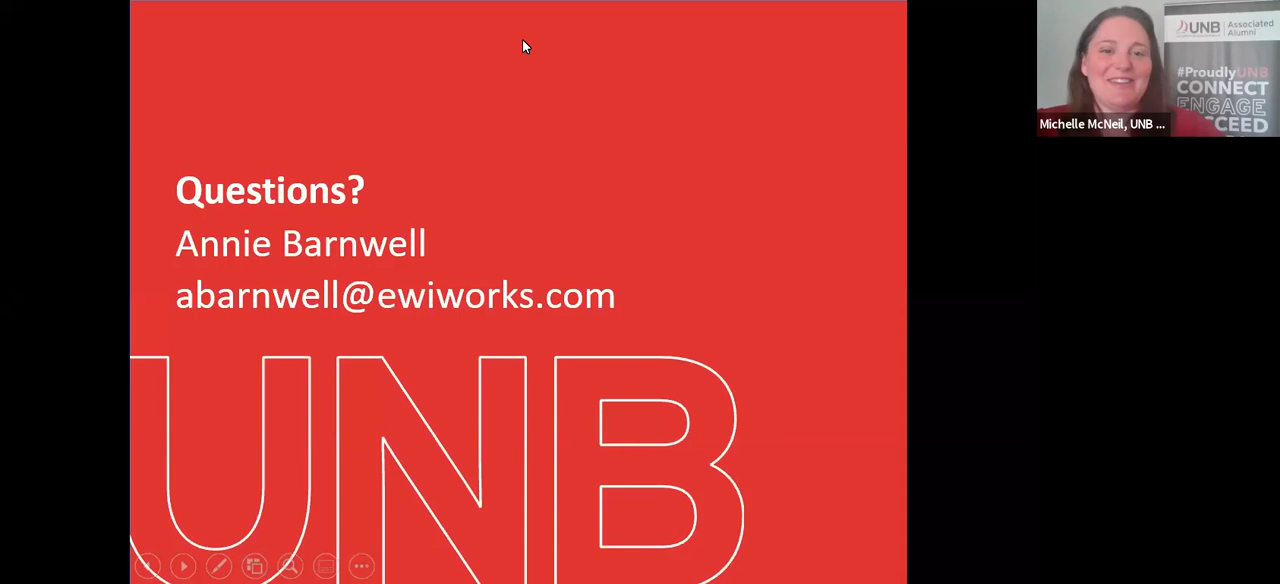 Questions?
Annie Barnwell
abarnwell@ewiworks.com
UNB
UNB Associated
Alumni
#ProudlyUNB
CONNECT
ENGAGE
Michelle McNeil, UNB ...